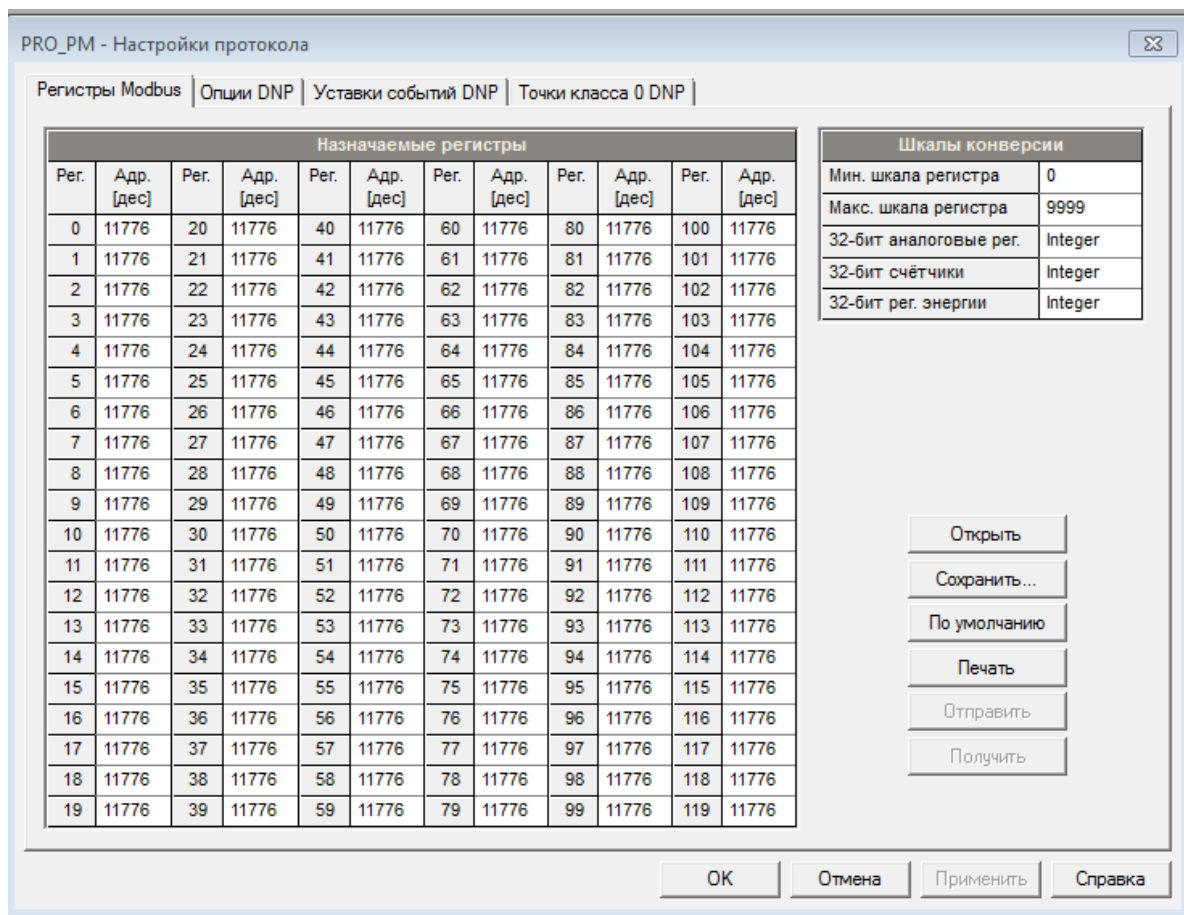 PRO_PM - Настройки протокола
Регистры Modbus Опции DNP Уставки событий DNP Точки класса 0 DNP
Назначаемые регистры
Рег. Адр. [дес] Рег. Адр. [дес] Рег. Адр. [дес] Рег. Адр. [дес] Рег. Адр. [дес] Рег. Адр. [дес]
0 11776 20 11776 40 11776 60 11776 80 11776 100 11776
1 11776 21 11776 41 11776 61 11776 81 11776 101 11776
2 11776 22 11776 42 11776 62 11776 82 11776 102 11776
3 11776 23 11776 43 11776 63 11776 83 11776 103 11776
4 11776 24 11776 44 11776 64 11776 84 11776 104 11776
5 11776 25 11776 45 11776 65 11776 85 11776 105 11776
6 11776 26 11776 46 11776 66 11776 86 11776 106 11776
7 11776 27 11776 47 11776 67 11776 87 11776 107 11776
8 11776 28 11776 48 11776 68 11776 88 11776 108 11776
9 11776 29 11776 49 11776 69 11776 89 11776 109 11776
10 11776 30 11776 50 11776 70 11776 90 11776 110 11776
11 11776 31 11776 51 11776 71 11776 91 11776 111 11776
12 11776 32 11776 52 11776 72 11776 92 11776 112 11776
13 11776 33 11776 53 11776 73 11776 93 11776 113 11776
14 11776 34 11776 54 11776 74 11776 94 11776 114 11776
15 11776 35 11776 55 11776 75 11776 95 11776 115 11776
16 11776 36 11776 56 11776 76 11776 96 11776 116 11776
17 11776 37 11776 57 11776 77 11776 97 11776 117 11776
18 11776 38 11776 58 11776 78 11776 98 11776 118 11776
19 11776 39 11776 59 11776 79 11776 99 11776 119 11776
Шкалы конверсии
Мин. шкала регистра 0
Макс. шкала регистра 9999
32-бит аналоговые рег. Integer
32-бит счётчики Integer
32-бит рег. энергии Integer
Открыть
Сохранить...
По умолчанию
Печать
Отправить
Получить
OK Отмена Применить Справка